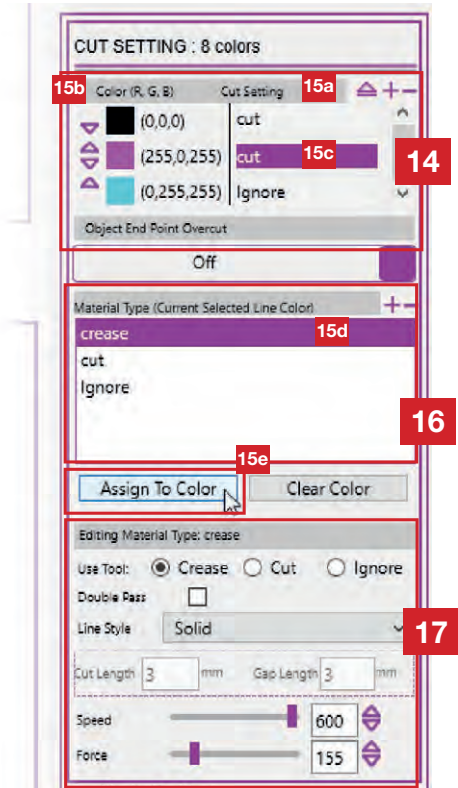 CUT SETTING : 8 colors
15b Color (R, G, B) Cut Setting 15a
(0,0,0) cut
(255,0,255) cut 15c
14
(0,255,255) Ignore
Object End Point Overcut
Off
Material Type (Current Selected Line Color)
crease 15d
cut
Ignore
16
15e
Assign To Color Clear Color
Editing Material Type: crease
Use Tool: Crease Cut Ignore
Double Pass
17
Line Style Solid
Cut Length 3 mm Gap Length 3 mm
Speed 600
Force 155